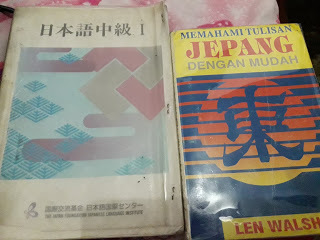 日本語中級 I
国際交流基金 日本語国際センター
THE JAPAN FOUNDATION JAPANESE LANGUAGE INSTITUTE
MEMAHAMI TULISAN
JEPANG
DENGAN MUDAH
東
LEN WALSH